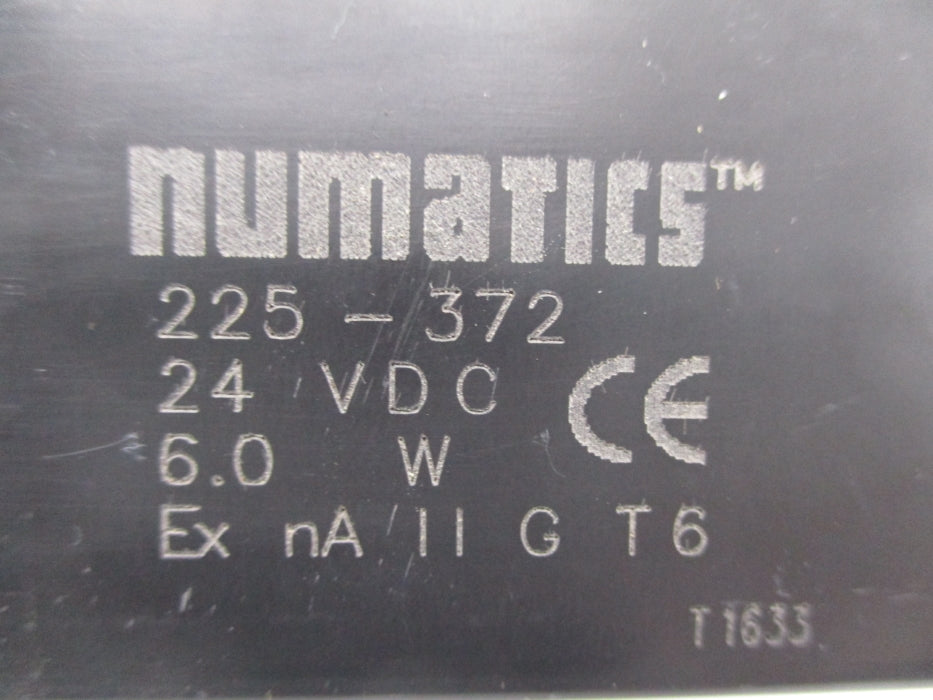 numatics™
225-372
24 VDC CE
6.0 W
Ex nA II G T6
T1633